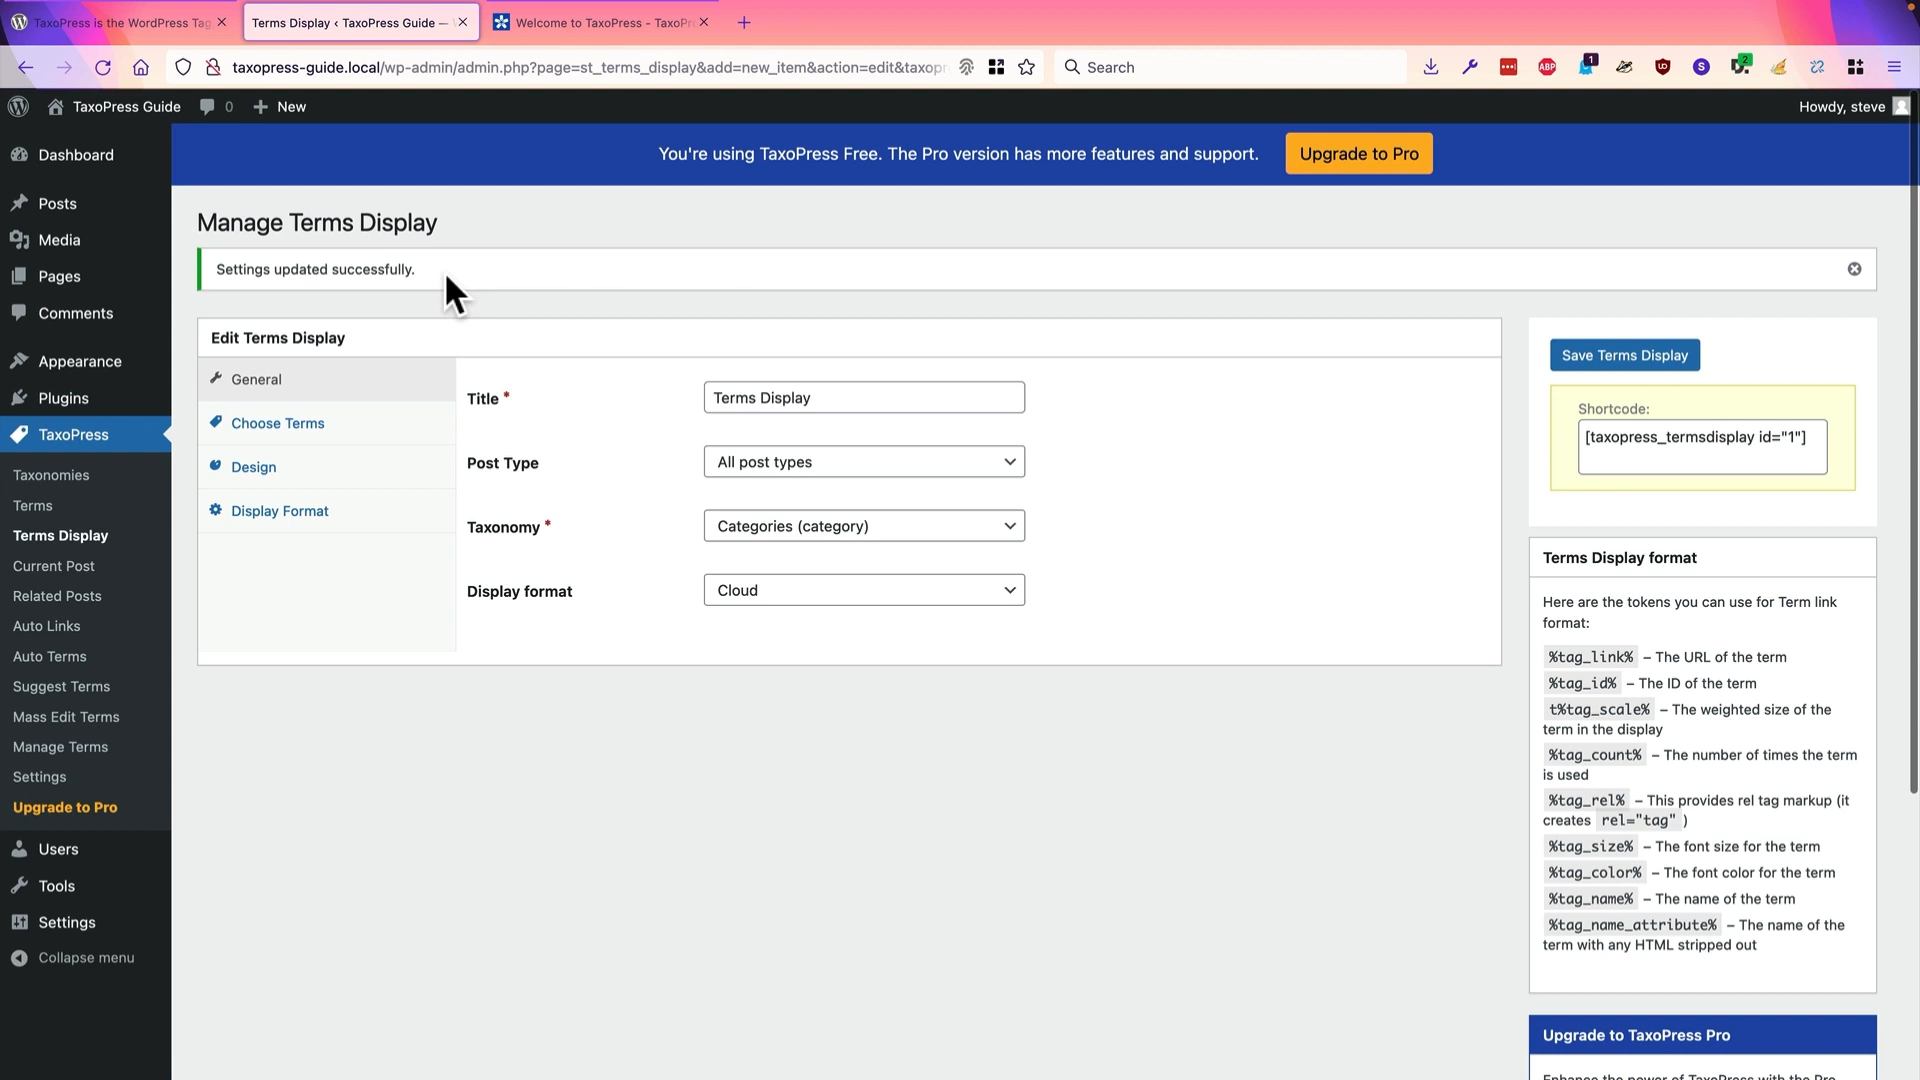 TaxoPress is the WordPress Tag
Terms Display ‹ TaxoPress Guide —
Welcome to TaxoPress - TaxoPr
taxopress-guide.local/wp-admin/admin.php?page=st_terms_display&add=new_item&action=edit&taxopr
Search
ABP
1
S
2
TaxoPress Guide
0
New
Howdy, steve
Dashboard
Posts
Media
Pages
Comments
Appearance
Plugins
TaxoPress
Taxonomies
Terms
Terms Display
Current Post
Related Posts
Auto Links
Auto Terms
Suggest Terms
Mass Edit Terms
Manage Terms
Settings
Upgrade to Pro
Users
Tools
Settings
Collapse menu
You're using TaxoPress Free. The Pro version has more features and support.
Upgrade to Pro
Manage Terms Display
Settings updated successfully.
Edit Terms Display
General
Choose Terms
Design
Display Format
Title *
Terms Display
Post Type
All post types
Taxonomy *
Categories (category)
Display format
Cloud
Save Terms Display
Shortcode:
[taxopress_termsdisplay id="1"]
Terms Display format
Here are the tokens you can use for Term link
format:
%tag_link% – The URL of the term
%tag_id% – The ID of the term
t%tag_scale% – The weighted size of the
term in the display
%tag_count% – The number of times the term
is used
%tag_rel% – This provides rel tag markup (it
creates rel="tag" )
%tag_size% – The font size for the term
%tag_color% – The font color for the term
%tag_name% – The name of the term
%tag_name_attribute% – The name of the
term with any HTML stripped out
Upgrade to TaxoPress Pro
Enhance the power of TaxoPress with the Pro